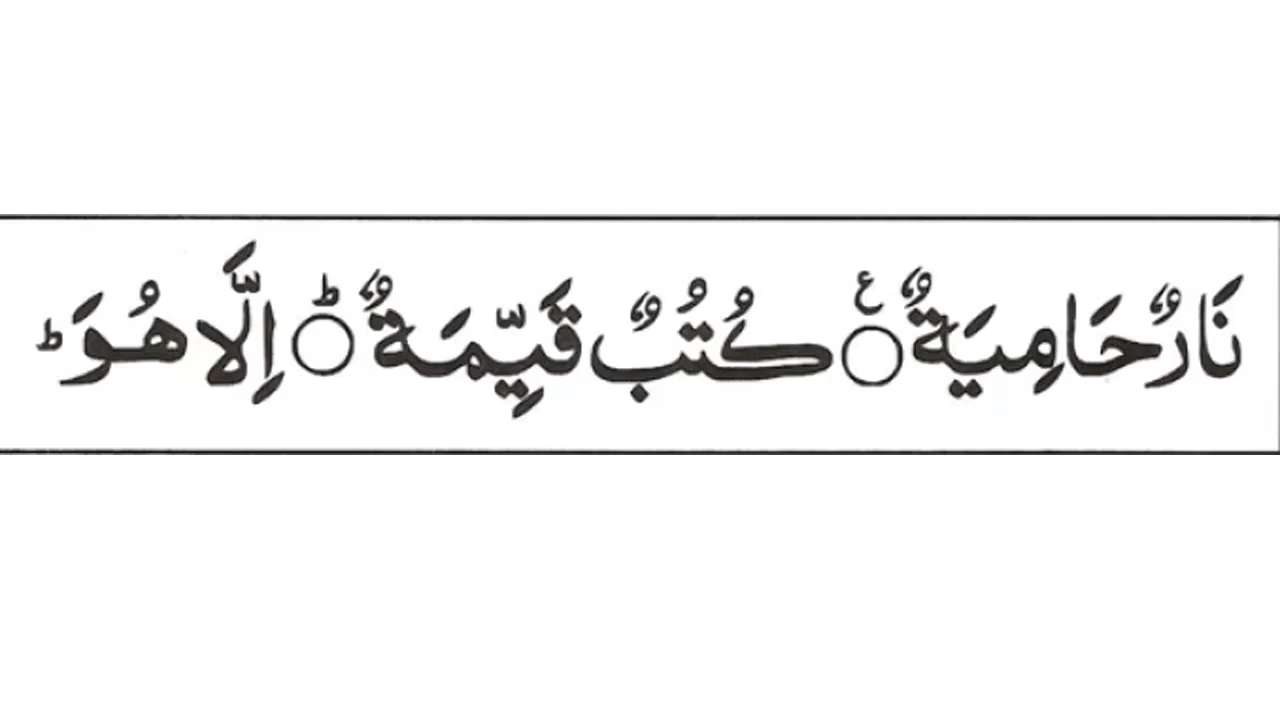 نَارٌ حَامِيَةٌ ۝ۧ كُتُبٌ قَيِّمَةٌ ۝ؕ اِلَّا هُوَ ؕ